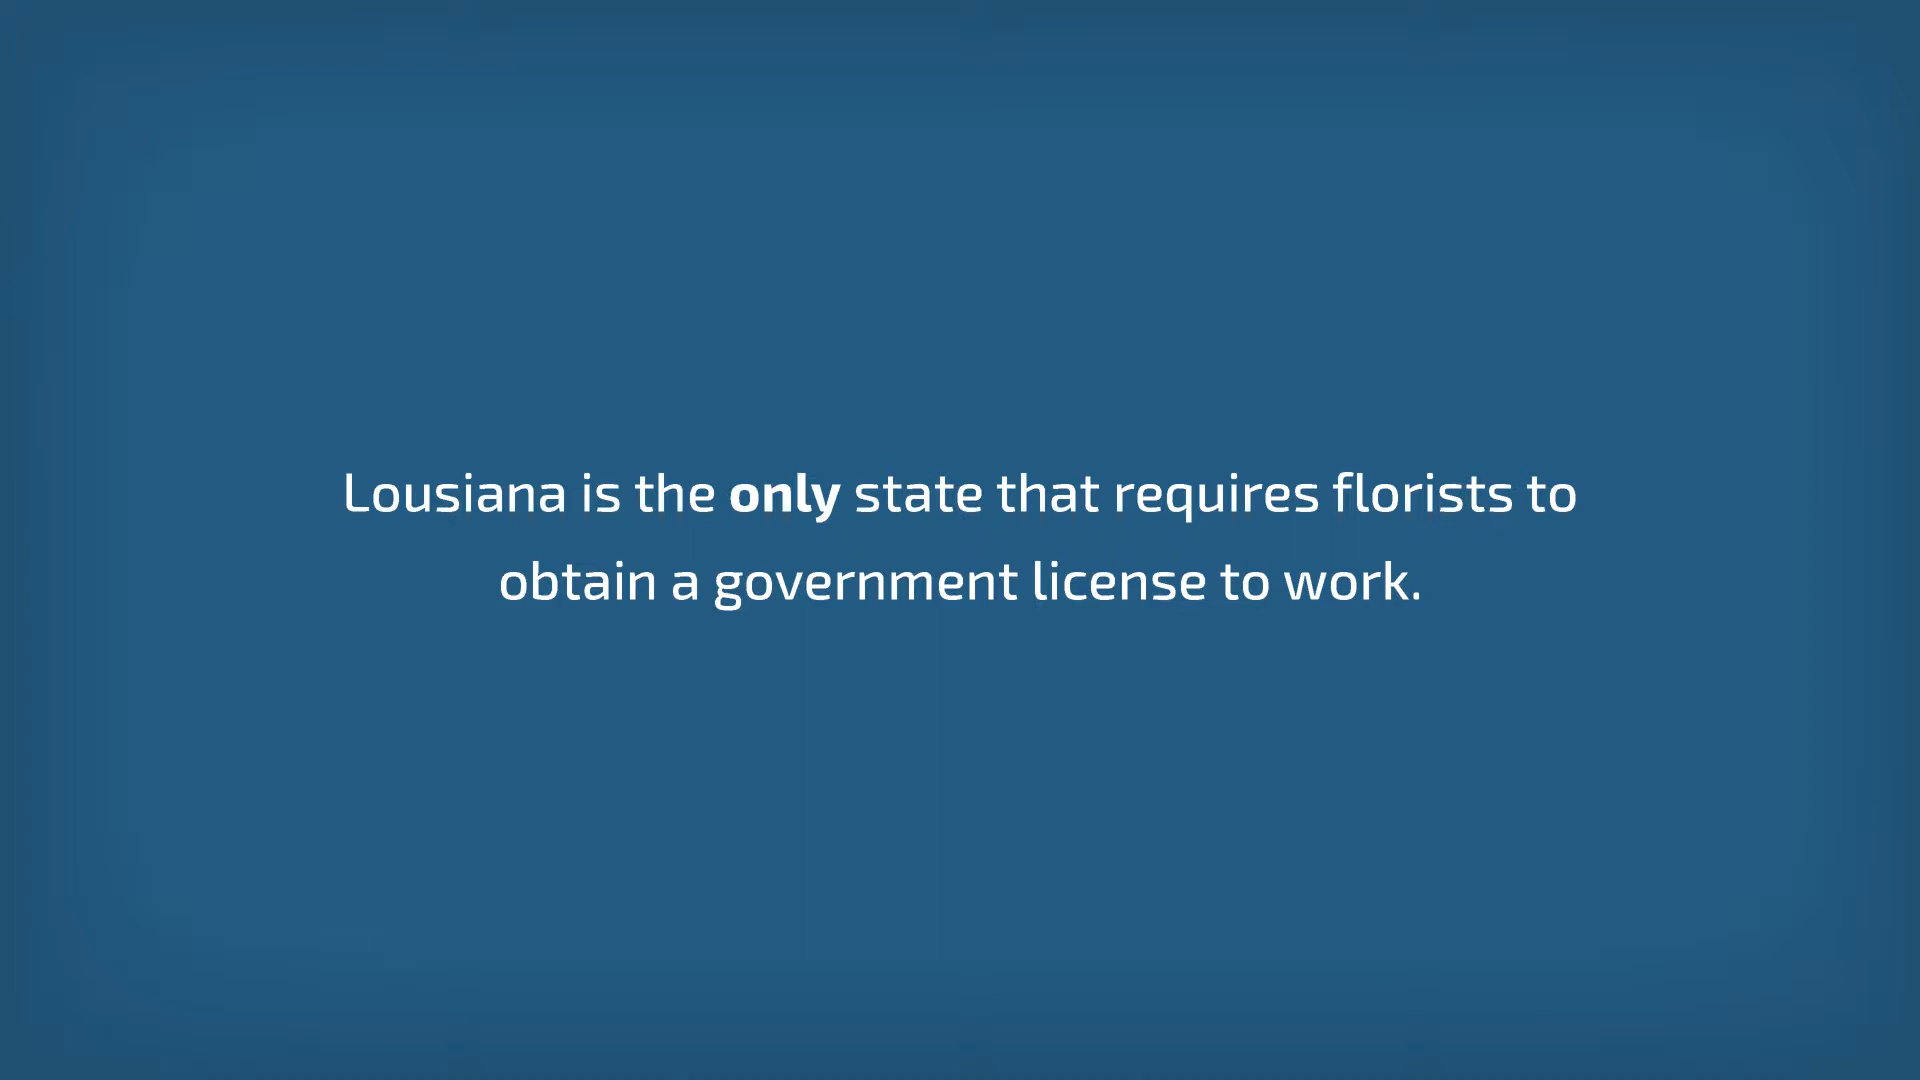 Lousiana is the only state that requires florists to
obtain a government license to work.